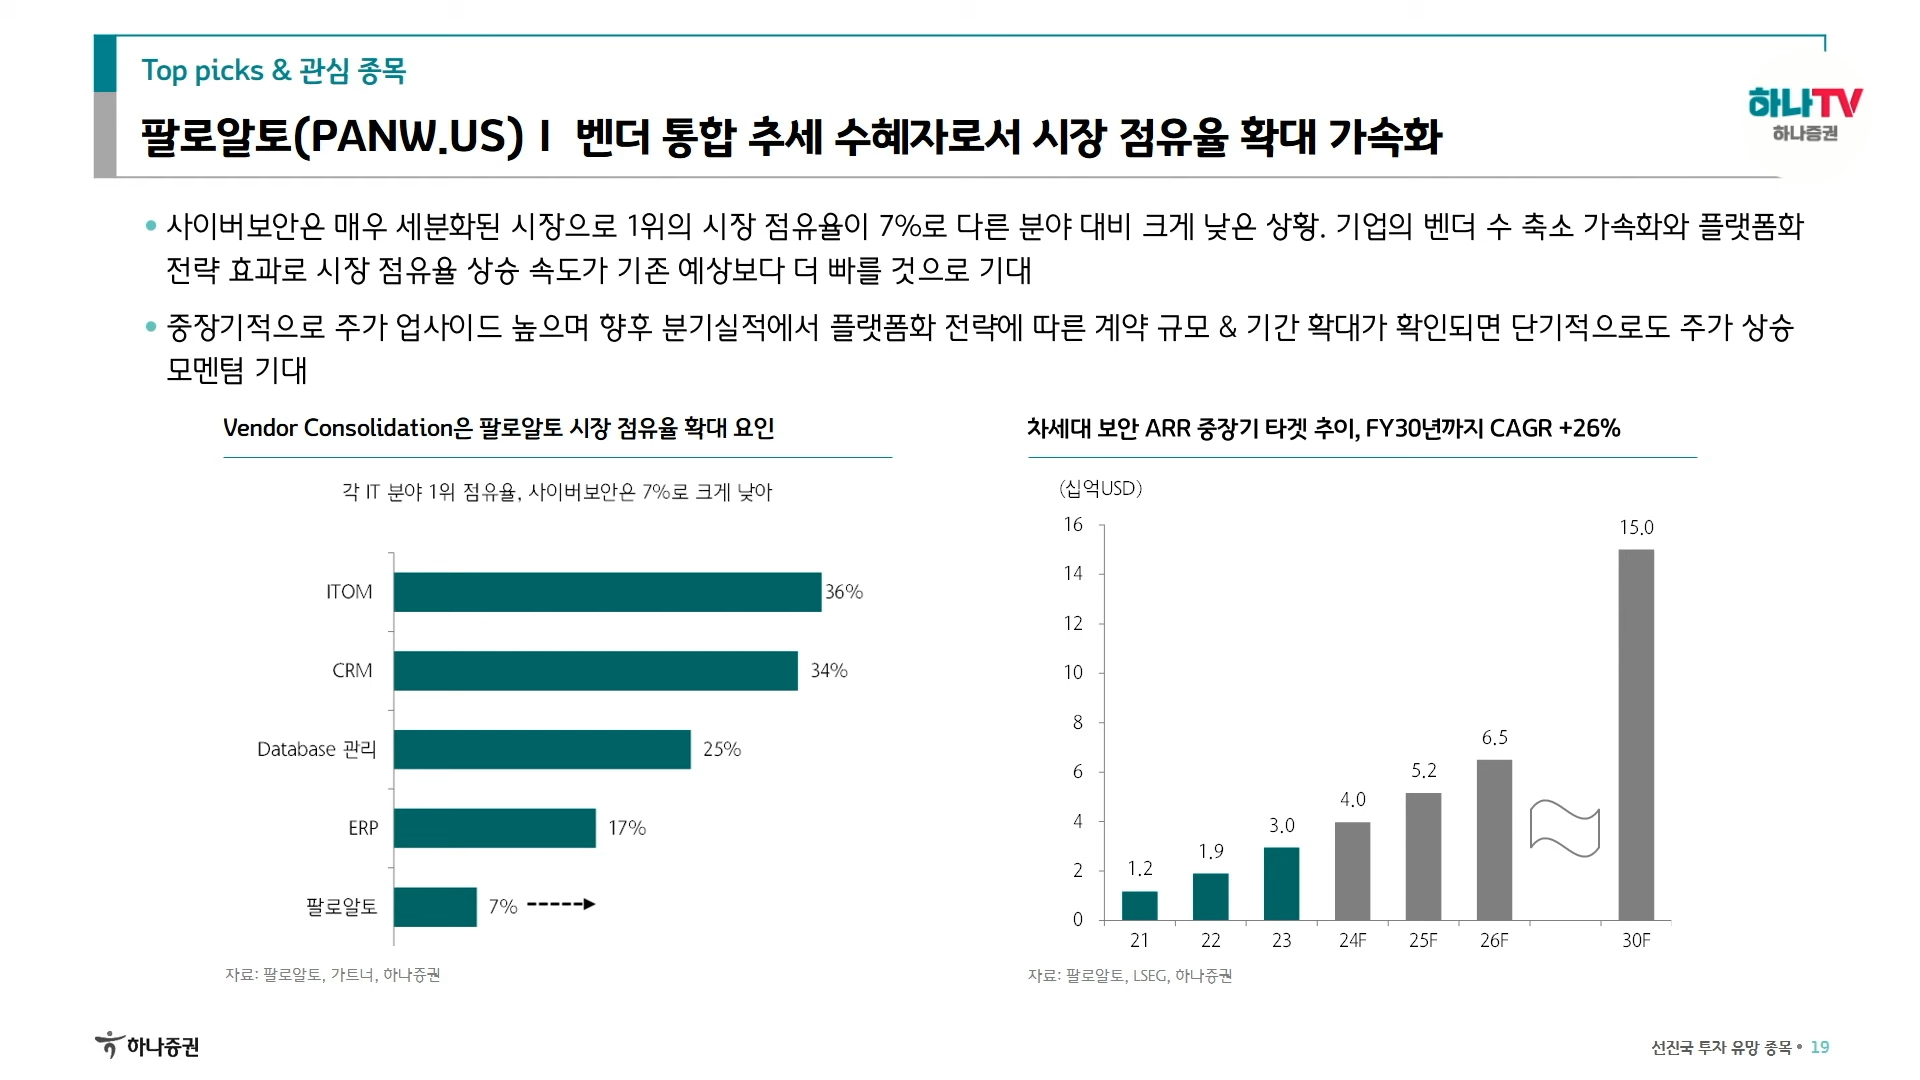 Top picks & 관심 종목
하나TV
하나증권
팔로알토(PANW.US) I 벤더 통합 추세 수혜자로서 시장 점유율 확대 가속화
• 사이버보안은 매우 세분화된 시장으로 1위의 시장 점유율이 7%로 다른 분야 대비 크게 낮은 상황. 기업의 벤더 수 축소 가속화와 플랫폼화
전략 효과로 시장 점유율 상승 속도가 기존 예상보다 더 빠를 것으로 기대
• 중장기적으로 주가 업사이드 높으며 향후 분기실적에서 플랫폼화 전략에 따른 계약 규모 & 기간 확대가 확인되면 단기적으로도 주가 상승
모멘텀 기대
Vendor Consolidation은 팔로알토 시장 점유율 확대 요인
각 IT 분야 1위 점유율, 사이버보안은 7%로 크게 낮아
ITOM 36%
CRM 34%
Database 관리 25%
ERP 17%
팔로알토 7%
자료: 팔로알토, 가트너, 하나증권
차세대 보안 ARR 중장기 타겟 추이, FY30년까지 CAGR +26%
(십억USD)
16
14
12
10
8
6
4
2
0
1.2
1.9
3.0
4.0
5.2
6.5
15.0
21 22 23 24F 25F 26F 30F
자료: 팔로알토, LSEG, 하나증권
하나증권
선진국 투자 유망 종목 • 19